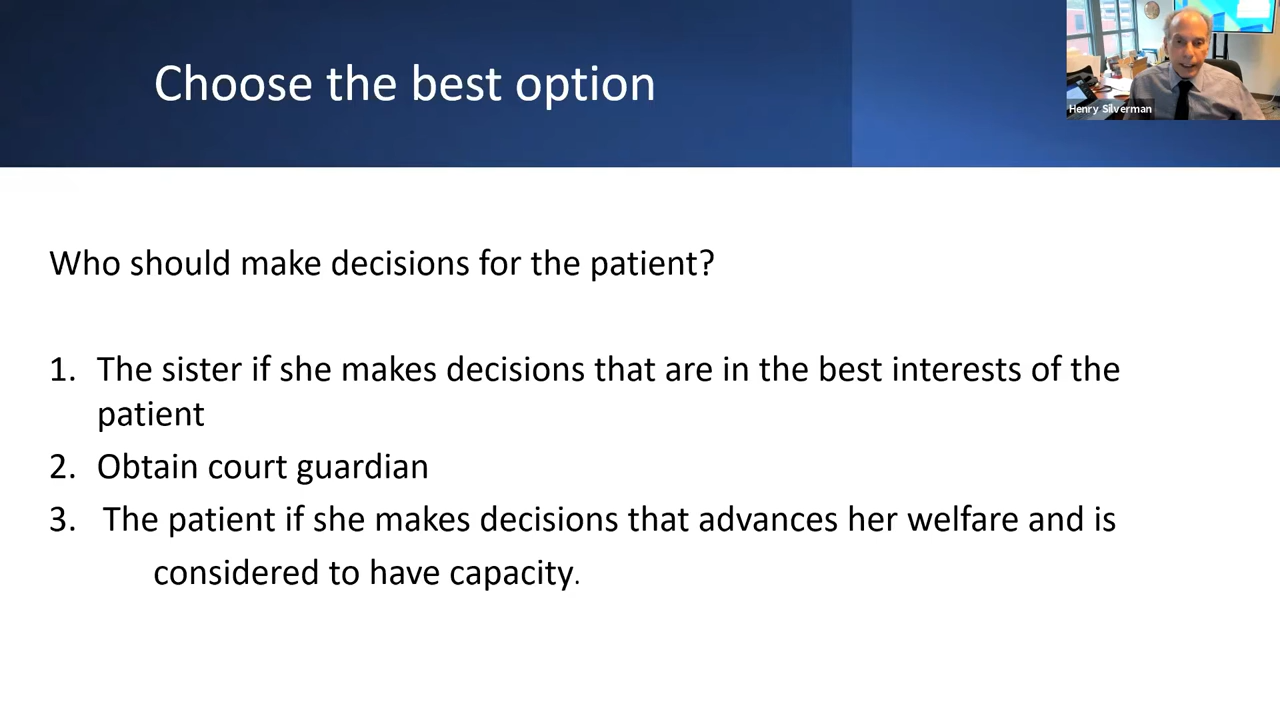 Choose the best option
Henry Silverman
Who should make decisions for the patient?
1. The sister if she makes decisions that are in the best interests of the
patient
2. Obtain court guardian
3. The patient if she makes decisions that advances her welfare and is
considered to have capacity.